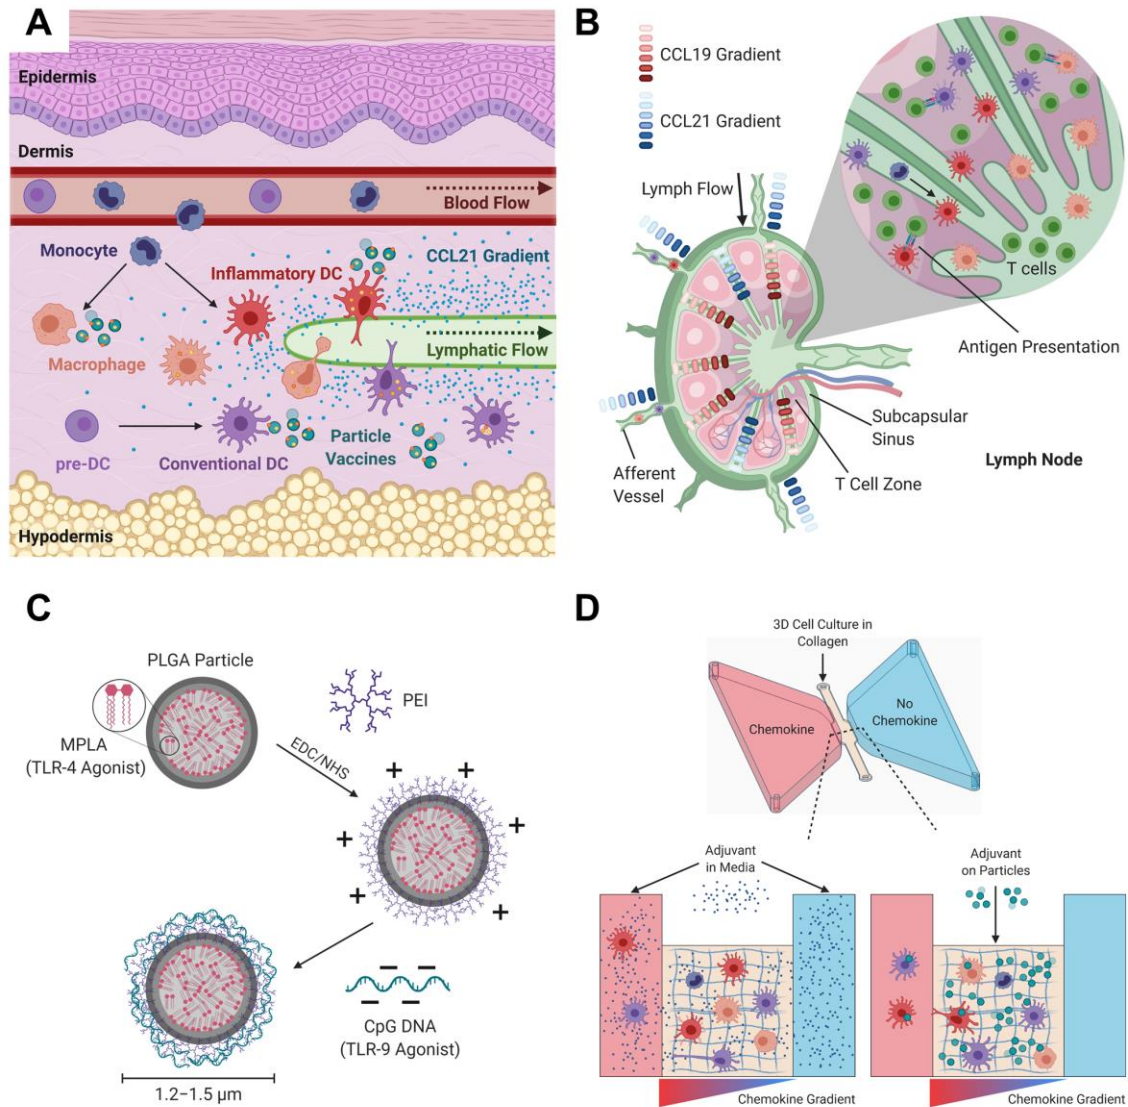 A
Epidermis
Dermis
Blood Flow
Monocyte
Inflammatory DC
CCL21 Gradient
Macrophage
Lymphatic Flow
Particle
Vaccines
pre-DC
Conventional DC
Hypodermis
B
CCL19 Gradient
CCL21 Gradient
Lymph Flow
T cells
Antigen Presentation
Subcapsular
Sinus
Afferent
Vessel
T Cell Zone
Lymph Node
C
PLGA Particle
PEI
MPLA
(TLR-4 Agonist)
EDC/NHS
+ +
+ +
+ +
CpG DNA
(TLR-9 Agonist)
1.2–1.5 μm
D
3D Cell Culture in
Collagen
Chemokine
No
Chemokine
Adjuvant
in Media
Adjuvant
on Particles
Chemokine Gradient
Chemokine Gradient